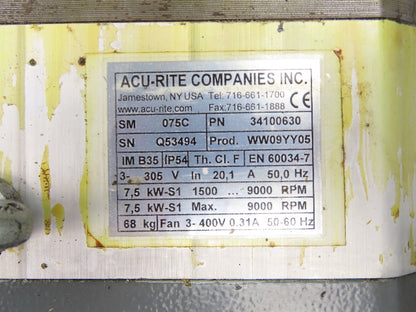 ACU-RITE COMPANIES INC.
Jamestown, NY USA Tel: 716-661-1700
www.acu-rite.com Fax: 716-661-1888 CE
SM 075C PN 34100630
SN Q53494 Prod. WW09YY05
IM B35 IP54 Th. Cl. F EN 60034-7
3~ 305 V In 20,1 A 50,0 Hz
7,5 kW-S1 1500 ... 9000 RPM
7,5 kW-S1 Max. 9000 RPM
68 kg Fan 3~ 400V 0.31A 50-60 Hz